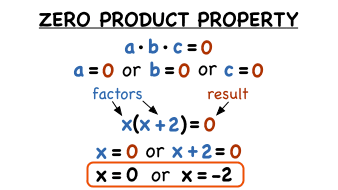 ZERO PRODUCT PROPERTY
a · b · c = 0
a = 0 or b = 0 or c = 0
factors result
x(x + 2) = 0
x = 0 or x + 2 = 0
x = 0 or x = -2